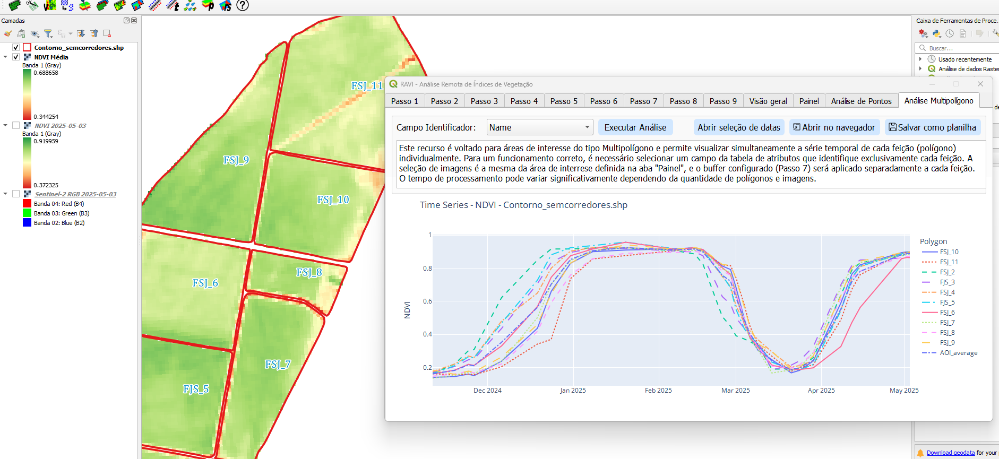 Camadas
Contorno_semcorredores.shp
NDVI Média
Banda 1 (Gray)
0.688658
0.344254
NDVI 2025-05-03
Banda 1 (Gray)
0.919959
0.372325
Sentinel-2 RGB 2025-05-03
Banda 04: Red (B4)
Banda 03: Green (B3)
Banda 02: Blue (B2)
FSJ_11
FSJ_9
FSJ_10
FSJ_8
FSJ_6
FSJ_7
FJS_5
RAVI - Análise Remota de Índices de Vegetação
Passo 1 Passo 2 Passo 3 Passo 4 Passo 5 Passo 6 Passo 7 Passo 8 Passo 9 Visão geral Painel Análise de Pontos Análise Multipolígono
Campo Identificador: Name Executar Análise Abrir seleção de datas Abrir no navegador Salvar como planilha
Este recurso é voltado para áreas de interesse do tipo Multipolígono e permite visualizar simultaneamente a série temporal de cada feição (polígono)
individualmente. Para um funcionamento correto, é necessário selecionar um campo da tabela de atributos que identifique exclusivamente cada feição. A
seleção de imagens é a mesma da área de interrese definida na aba "Painel", e o buffer configurado (Passo 7) será aplicado separadamente a cada feição.
O tempo de processamento pode variar significativamente dependendo da quantidade de polígonos e imagens.
Time Series - NDVI - Contorno_semcorredores.shp
NDVI
1
0.8
0.6
0.4
0.2
Dec 2024 Jan 2025 Feb 2025 Mar 2025 Apr 2025 May 2025
Polygon
FSJ_10
FSJ_11
FSJ_2
FJS_3
FSJ_4
FJS_5
FSJ_6
FSJ_7
FSJ_8
FSJ_9
AOI_average
Caixa de Ferramentas de Proce..
Buscar...
Usado recentemente
Análise de dados Raster
de
Download geodata for your